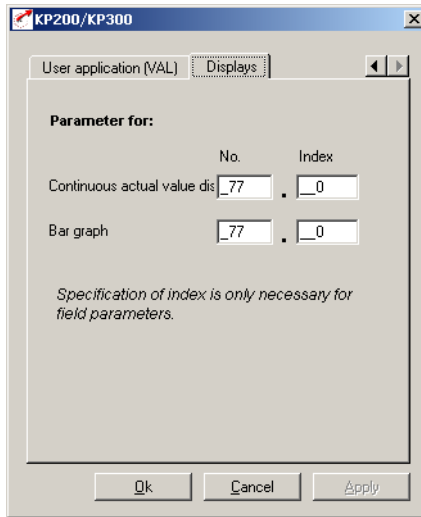 KP200/KP300
User application (VAL) Displays
Parameter for:
No. Index
Continuous actual value dis _77 . __0
Bar graph _77 . __0
Specification of index is only necessary for
field parameters.
Ok Cancel Apply